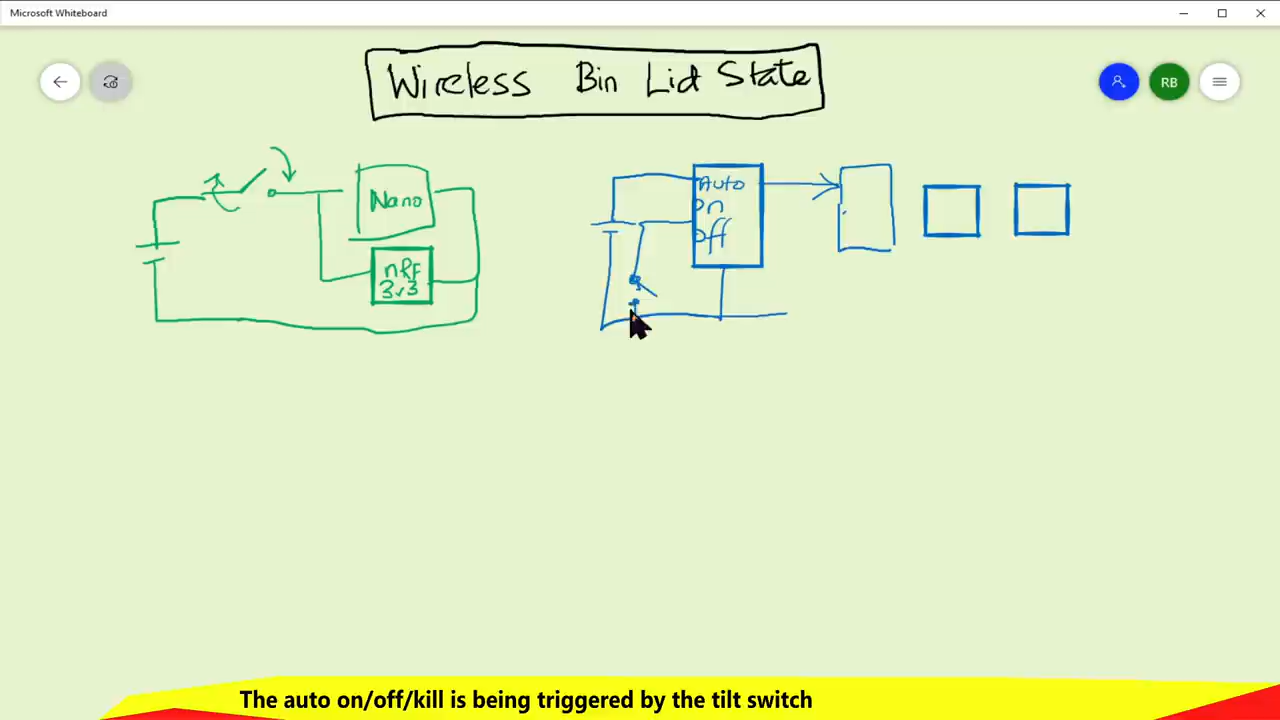 Microsoft Whiteboard
Wireless Bin Lid State
RB
Nano
nRF
3v3
Auto
On
Off
The auto on/off/kill is being triggered by the tilt switch